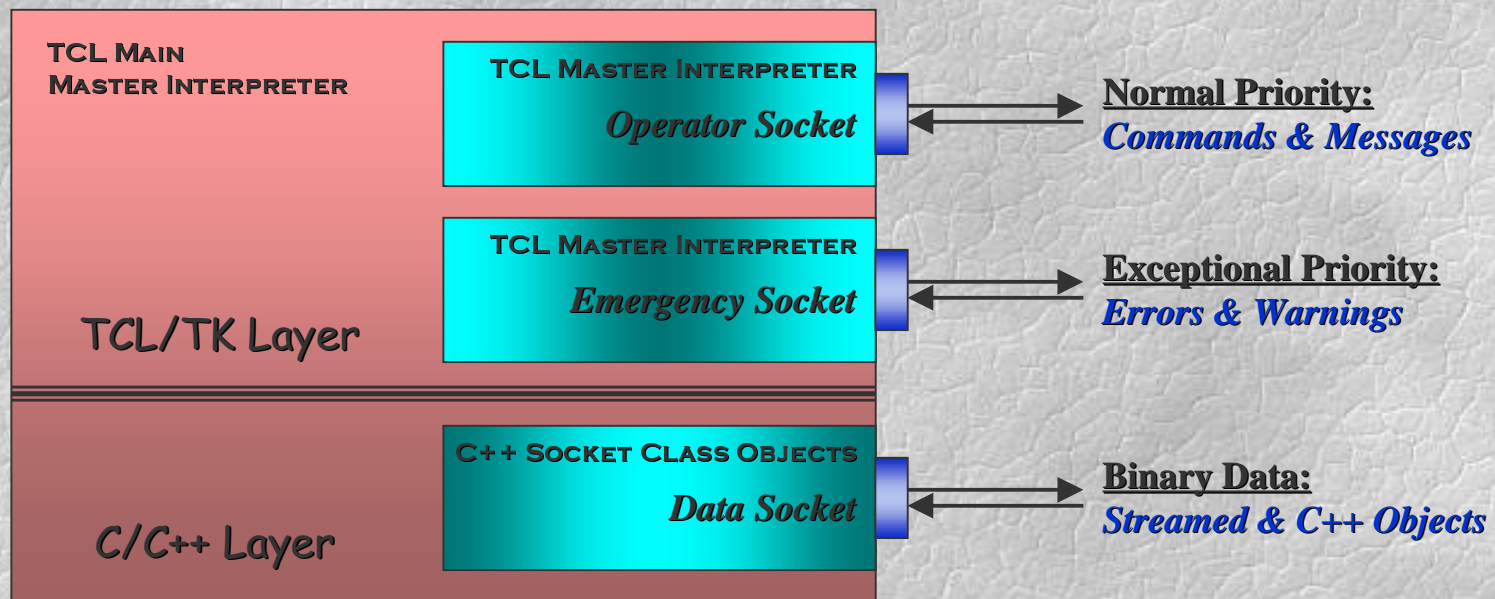 TCL Main
Master Interpreter
TCL Master Interpreter
Operator Socket
Normal Priority:
Commands & Messages
TCL Master Interpreter
Emergency Socket
Exceptional Priority:
Errors & Warnings
TCL/TK Layer
C++ Socket Class Objects
Data Socket
Binary Data:
Streamed & C++ Objects
C/C++ Layer